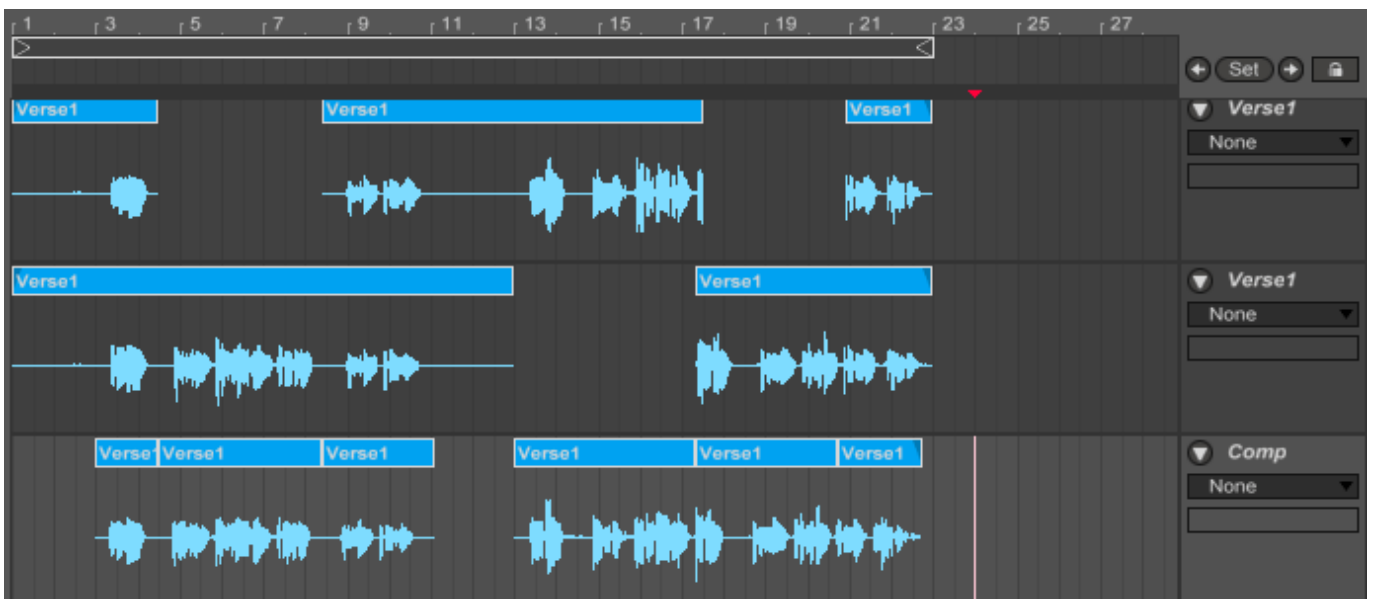 1 3 5 7 9 11 13 15 17 19 21 23 25 27
Set
Verse1 Verse1 Verse1 Verse1
None
Verse1 Verse1 Verse1
None
Verse1 Verse1 Verse1 Verse1 Verse1 Verse1 Comp
None